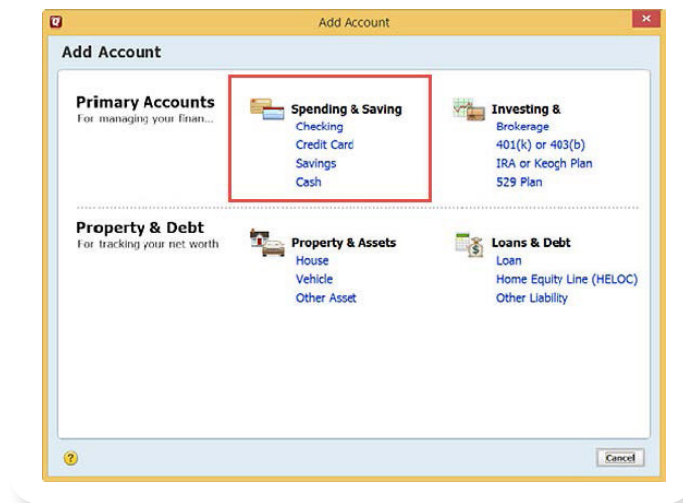 Add Account
Add Account
Primary Accounts
For managing your finan...
Spending & Saving
Checking
Credit Card
Savings
Cash
Investing &
Brokerage
401(k) or 403(b)
IRA or Keogh Plan
529 Plan
Property & Debt
For tracking your net worth
Property & Assets
House
Vehicle
Other Asset
Loans & Debt
Loan
Home Equity Line (HELOC)
Other Liability
?
Cancel